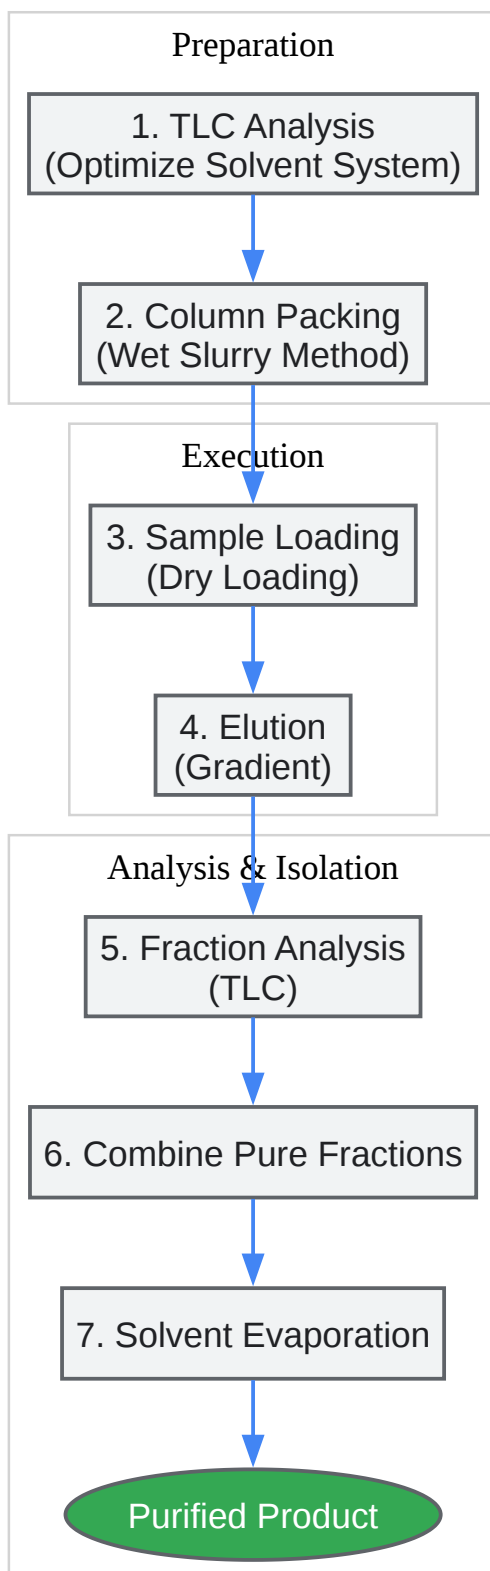 Preparation
1. TLC Analysis
(Optimize Solvent System)
2. Column Packing
(Wet Slurry Method)
Execution
3. Sample Loading
(Dry Loading)
4. Elution
(Gradient)
Analysis & Isolation
5. Fraction Analysis
(TLC)
6. Combine Pure Fractions
7. Solvent Evaporation
Purified Product